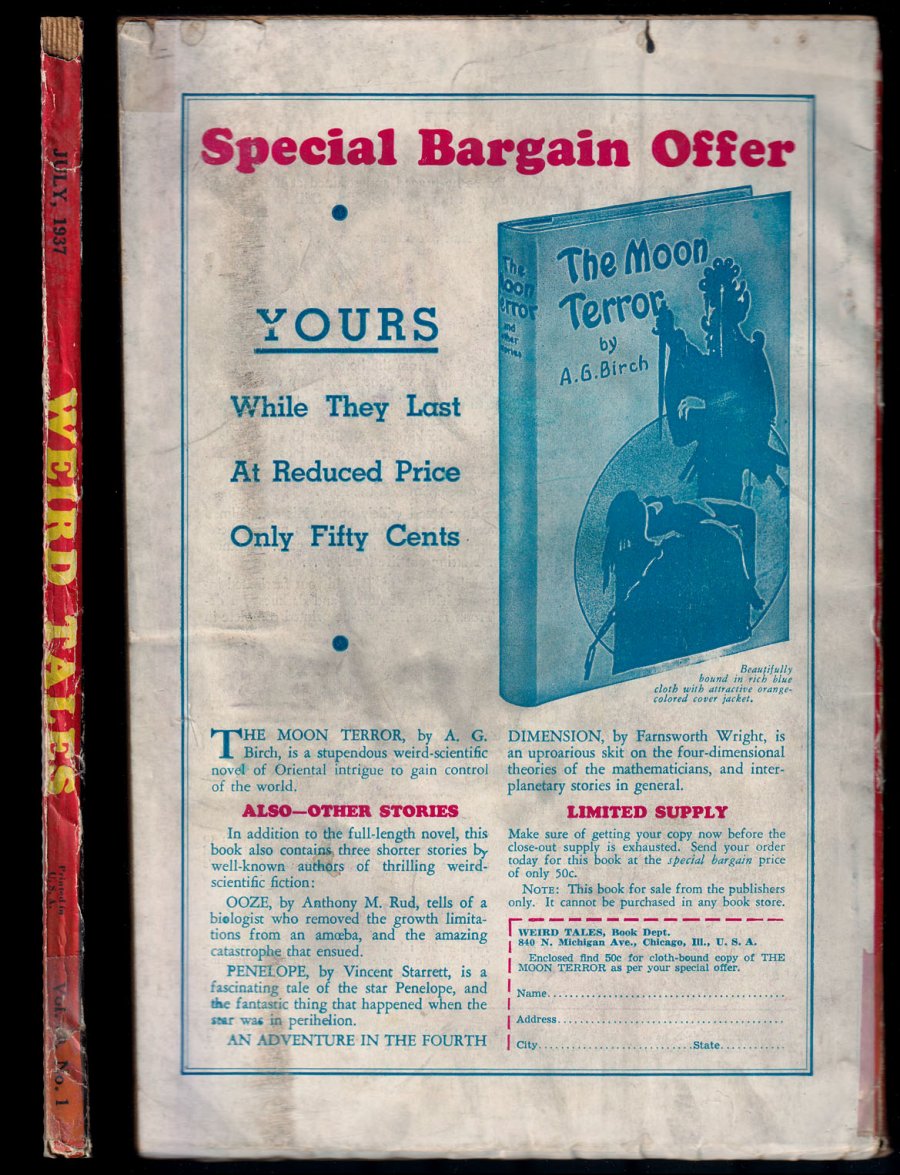 JULY, 1937
WEIRD TALES
Printed in
U.S.A.
No. 1
Special Bargain Offer
YOURS
While They Last
At Reduced Price
Only Fifty Cents
The Moon
Terror
by
A.G.Birch
The
Moon
Terror
and
other
stories
Beautifully
bound in rich blue
cloth with attractive orange-
colored cover jacket.
THE MOON TERROR, by A. G.
Birch, is a stupendous weird-scientific
novel of Oriental intrigue to gain control
of the world.
ALSO—OTHER STORIES
In addition to the full-length novel, this
book also contains three shorter stories by
well-known authors of thrilling weird-
scientific fiction:
OOZE, by Anthony M. Rud, tells of a
biologist who removed the growth limita-
tions from an amœba, and the amazing
catastrophe that ensued.
PENELOPE, by Vincent Starrett, is a
fascinating tale of the star Penelope, and
the fantastic thing that happened when the
star was in perihelion.
AN ADVENTURE IN THE FOURTH
DIMENSION, by Farnsworth Wright, is
an uproarious skit on the four-dimensional
theories of the mathematicians, and inter-
planetary stories in general.
LIMITED SUPPLY
Make sure of getting your copy now before the
close-out supply is exhausted. Send your order
today for this book at the special bargain price
of only 50c.
NOTE: This book for sale from the publishers
only. It cannot be purchased in any book store.
WEIRD TALES, Book Dept.
840 N. Michigan Ave., Chicago, Ill., U. S. A.
Enclosed find 50c for cloth-bound copy of THE
MOON TERROR as per your special offer.
Name
Address
City State